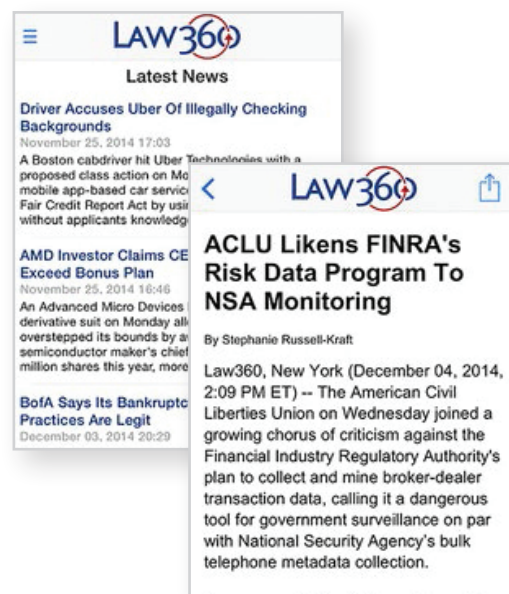 LAW360
Latest News
Driver Accuses Uber Of Illegally Checking
Backgrounds
November 25, 2014 17:03
A Boston cabdriver hit Uber Technologies with a
proposed class action on Mo
mobile app-based car servic
Fair Credit Report Act by usi
without applicants knowledg
AMD Investor Claims CE
Exceed Bonus Plan
November 25, 2014 16:46
An Advanced Micro Devices
derivative suit on Monday all
overstepped its bounds by a
semiconductor maker's chief
million shares this year, more
BofA Says Its Bankruptc
Practices Are Legit
December 03, 2014 20:29
LAW360
ACLU Likens FINRA's
Risk Data Program To
NSA Monitoring
By Stephanie Russell-Kraft
Law360, New York (December 04, 2014,
2:09 PM ET) -- The American Civil
Liberties Union on Wednesday joined a
growing chorus of criticism against the
Financial Industry Regulatory Authority's
plan to collect and mine broker-dealer
transaction data, calling it a dangerous
tool for government surveillance on par
with National Security Agency's bulk
telephone metadata collection.